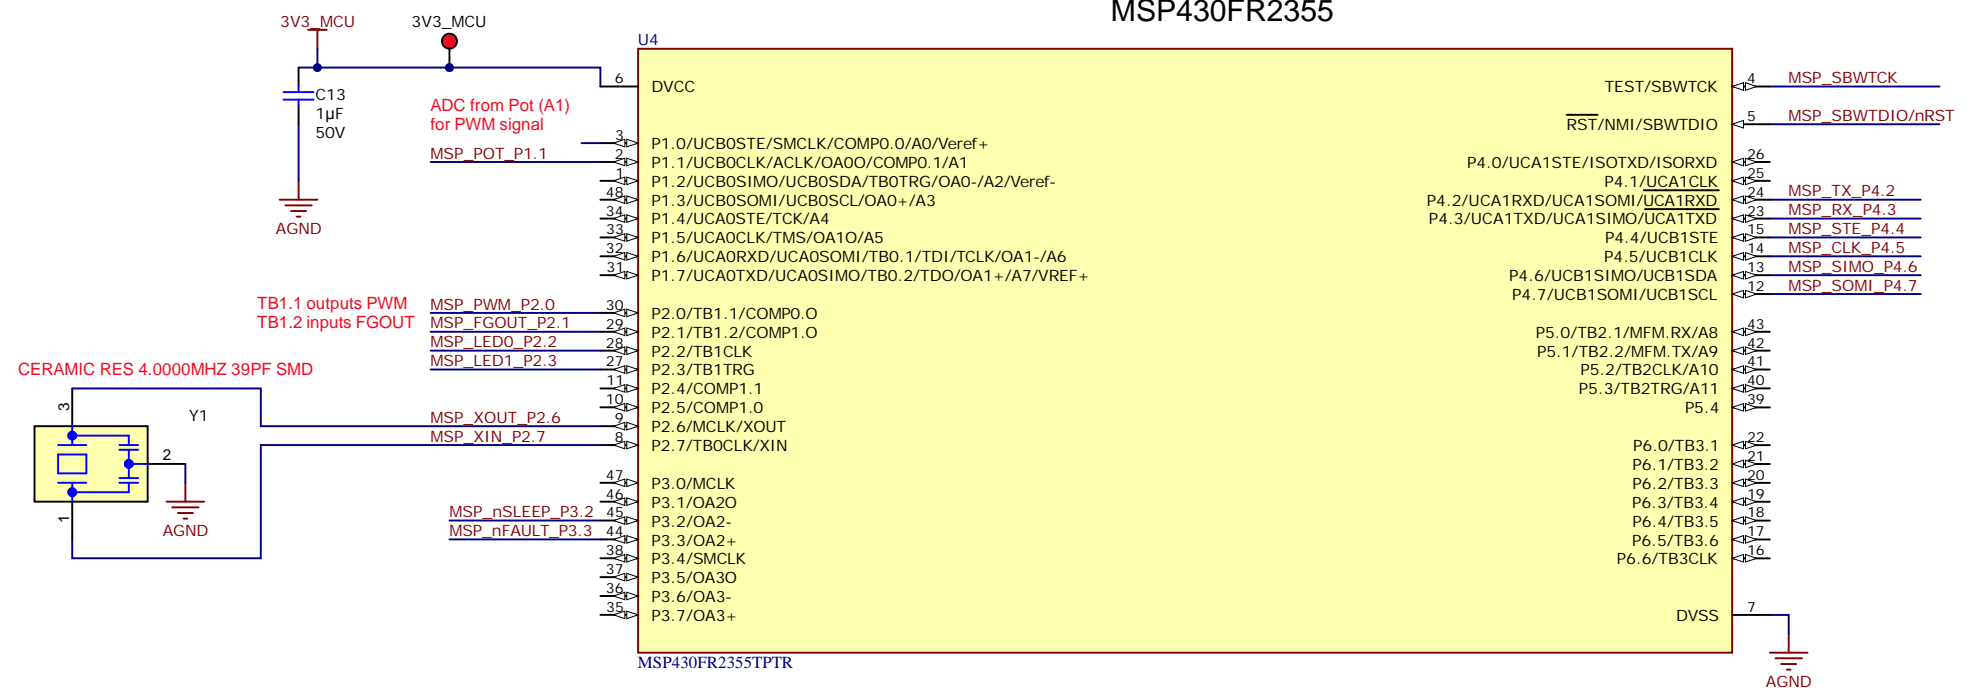 MSP430FR2355
3V3_MCU
3V3_MCU
U4
C13
1µF
50V
AGND
ADC from Pot (A1)
for PWM signal
MSP_POT_P1.1
TB1.1 outputs PWM
TB1.2 inputs FGOUT
MSP_PWM_P2.0
MSP_FGOUT_P2.1
MSP_LED0_P2.2
MSP_LED1_P2.3
CERAMIC RES 4.0000MHZ 39PF SMD
Y1
3
2
1
AGND
MSP_XOUT_P2.6
MSP_XIN_P2.7
MSP_nSLEEP_P3.2
MSP_nFAULT_P3.3
6 DVCC
3 P1.0/UCB0STE/SMCLK/COMP0.0/A0/Veref+
2 P1.1/UCB0CLK/ACLK/OA0O/COMP0.1/A1
1 P1.2/UCB0SIMO/UCB0SDA/TB0TRG/OA0-/A2/Veref-
48 P1.3/UCB0SOMI/UCB0SCL/OA0+/A3
34 P1.4/UCA0STE/TCK/A4
33 P1.5/UCA0CLK/TMS/OA1O/A5
32 P1.6/UCA0RXD/UCA0SOMI/TB0.1/TDI/TCLK/OA1-/A6
31 P1.7/UCA0TXD/UCA0SIMO/TB0.2/TDO/OA1+/A7/VREF+
30 P2.0/TB1.1/COMP0.O
29 P2.1/TB1.2/COMP1.O
28 P2.2/TB1CLK
27 P2.3/TB1TRG
11 P2.4/COMP1.1
10 P2.5/COMP1.0
9 P2.6/MCLK/XOUT
8 P2.7/TB0CLK/XIN
47 P3.0/MCLK
46 P3.1/OA2O
45 P3.2/OA2-
44 P3.3/OA2+
38 P3.4/SMCLK
37 P3.5/OA3O
36 P3.6/OA3-
35 P3.7/OA3+
TEST/SBWTCK 4 MSP_SBWTCK
RST/NMI/SBWTDIO 5 MSP_SBWTDIO/nRST
P4.0/UCA1STE/ISOTXD/ISORXD 26
P4.1/UCA1CLK 25
P4.2/UCA1RXD/UCA1SOMI/UCA1RXD 24 MSP_TX_P4.2
P4.3/UCA1TXD/UCA1SIMO/UCA1TXD 23 MSP_RX_P4.3
P4.4/UCB1STE 15 MSP_STE_P4.4
P4.5/UCB1CLK 14 MSP_CLK_P4.5
P4.6/UCB1SIMO/UCB1SDA 13 MSP_SIMO_P4.6
P4.7/UCB1SOMI/UCB1SCL 12 MSP_SOMI_P4.7
P5.0/TB2.1/MFM.RX/A8 43
P5.1/TB2.2/MFM.TX/A9 42
P5.2/TB2CLK/A10 41
P5.3/TB2TRG/A11 40
P5.4 39
P6.0/TB3.1 22
P6.1/TB3.2 21
P6.2/TB3.3 20
P6.3/TB3.4 19
P6.4/TB3.5 18
P6.5/TB3.6 17
P6.6/TB3CLK 16
DVSS 7
AGND
MSP430FR2355TPTR